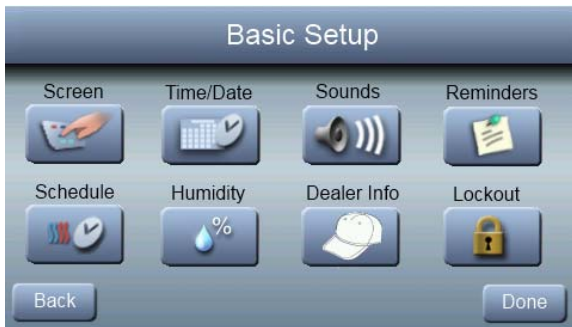 Basic Setup
Screen Time/Date Sounds Reminders
Schedule Humidity Dealer Info Lockout
%
Back Done